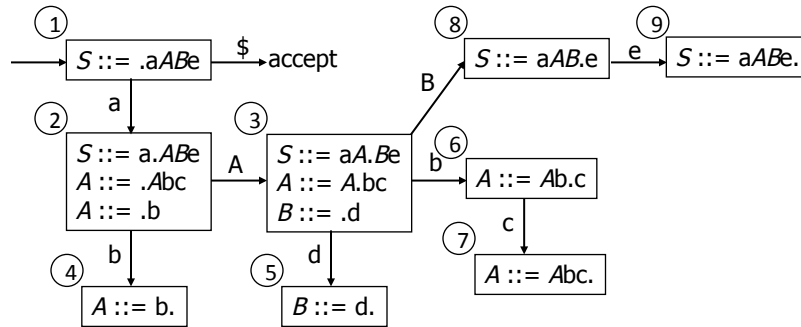 1
S ::= .aABe
$
accept
a
2
S ::= a.ABe
A ::= .Abc
A ::= .b
A
3
S ::= aA.Be
A ::= A.bc
B ::= .d
B
8
S ::= aAB.e
e
9
S ::= aABe.
b
6
A ::= Ab.c
c
7
A ::= Abc.
b
4
A ::= b.
d
5
B ::= d.